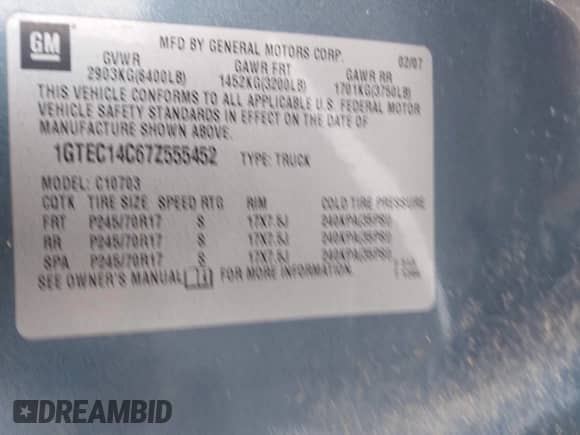 GM
MFD BY GENERAL MOTORS CORP. 02/07
GVWR GAWR FRT GAWR RR
2903KG(6400LB) 1452KG(3200LB) 1701KG(3750LB)
THIS VEHICLE CONFORMS TO ALL APPLICABLE U.S. FEDERAL MOTOR
VEHICLE SAFETY STANDARDS IN EFFECT ON THE DATE OF
MANUFACTURE SHOWN ABOVE.
1GTEC14C67Z555452 TYPE: TRUCK
MODEL: C10703
CQTK TIRE SIZE SPEED RTG RIM COLD TIRE PRESSURE
FRT P245/70R17 S 17X7.5J 240KPA(35PSI)
RR P245/70R17 S 17X7.5J 240KPA(35PSI)
SPA P245/70R17 S 17X7.5J 240KPA(35PSI)
SEE OWNER'S MANUAL FOR MORE INFORMATION.
DREAMBID